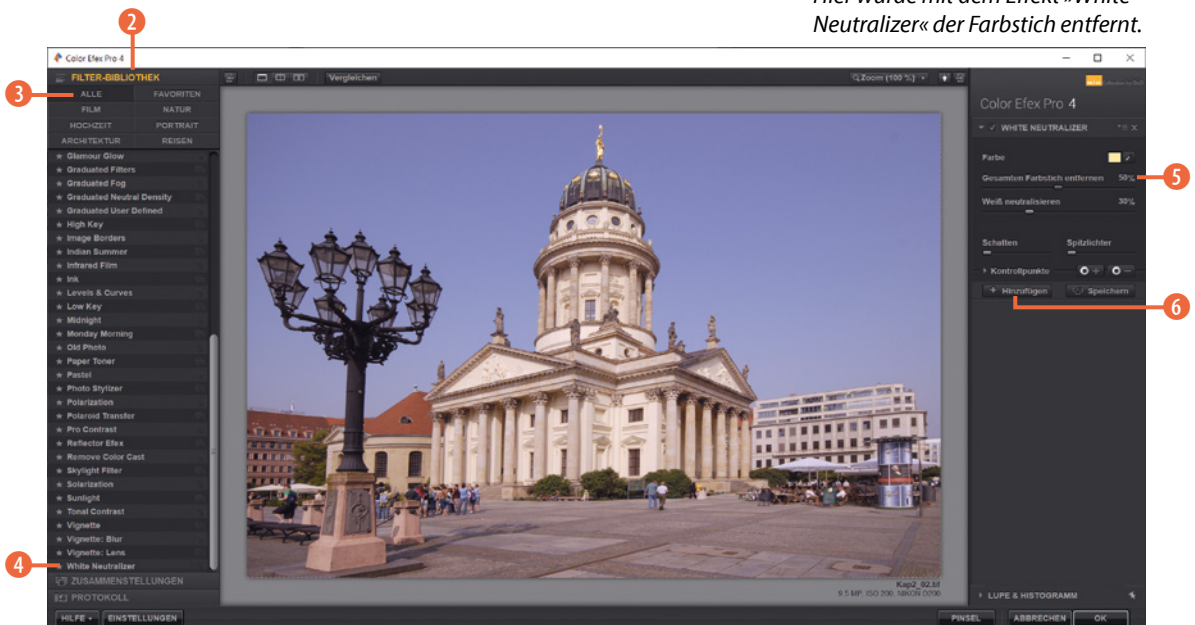 Neutralizer« der Farbstich entfernt.
2
Color Efex Pro 4
FILTER-BIBLIOTHEK
Vergleichen
Zoom (100 %)
3
ALLE
FAVORITEN
FILM
NATUR
HOCHZEIT
PORTRAIT
ARCHITEKTUR
REISEN
Glamour Glow
Graduated Filters
Graduated Fog
Graduated Neutral Density
Graduated User Defined
High Key
Image Borders
Indian Summer
Infrared Film
Ink
Levels & Curves
Low Key
Midnight
Monday Morning
Old Photo
Paper Toner
Pastel
Photo Stylizer
Polarization
Polaroid Transfer
Pro Contrast
Reflector Efex
Remove Color Cast
Skylight Filter
Solarization
Sunlight
Tonal Contrast
Vignette
Vignette: Blur
Vignette: Lens
4
White Neutralizer
ZUSAMMENSTELLUNGEN
PROTOKOLL
HILFE
EINSTELLUNGEN
Kap2_02.tif
9.5 MP, ISO 200, NIKON D200
Color Efex Pro 4
WHITE NEUTRALIZER
Farbe
Gesamten Farbstich entfernen 50%
5
Weiß neutralisieren 30%
Schatten
Spitzlichter
Kontrollpunkte
+ Hinzufügen
Speichern
6
LUPE & HISTOGRAMM
PINSEL
ABBRECHEN
OK